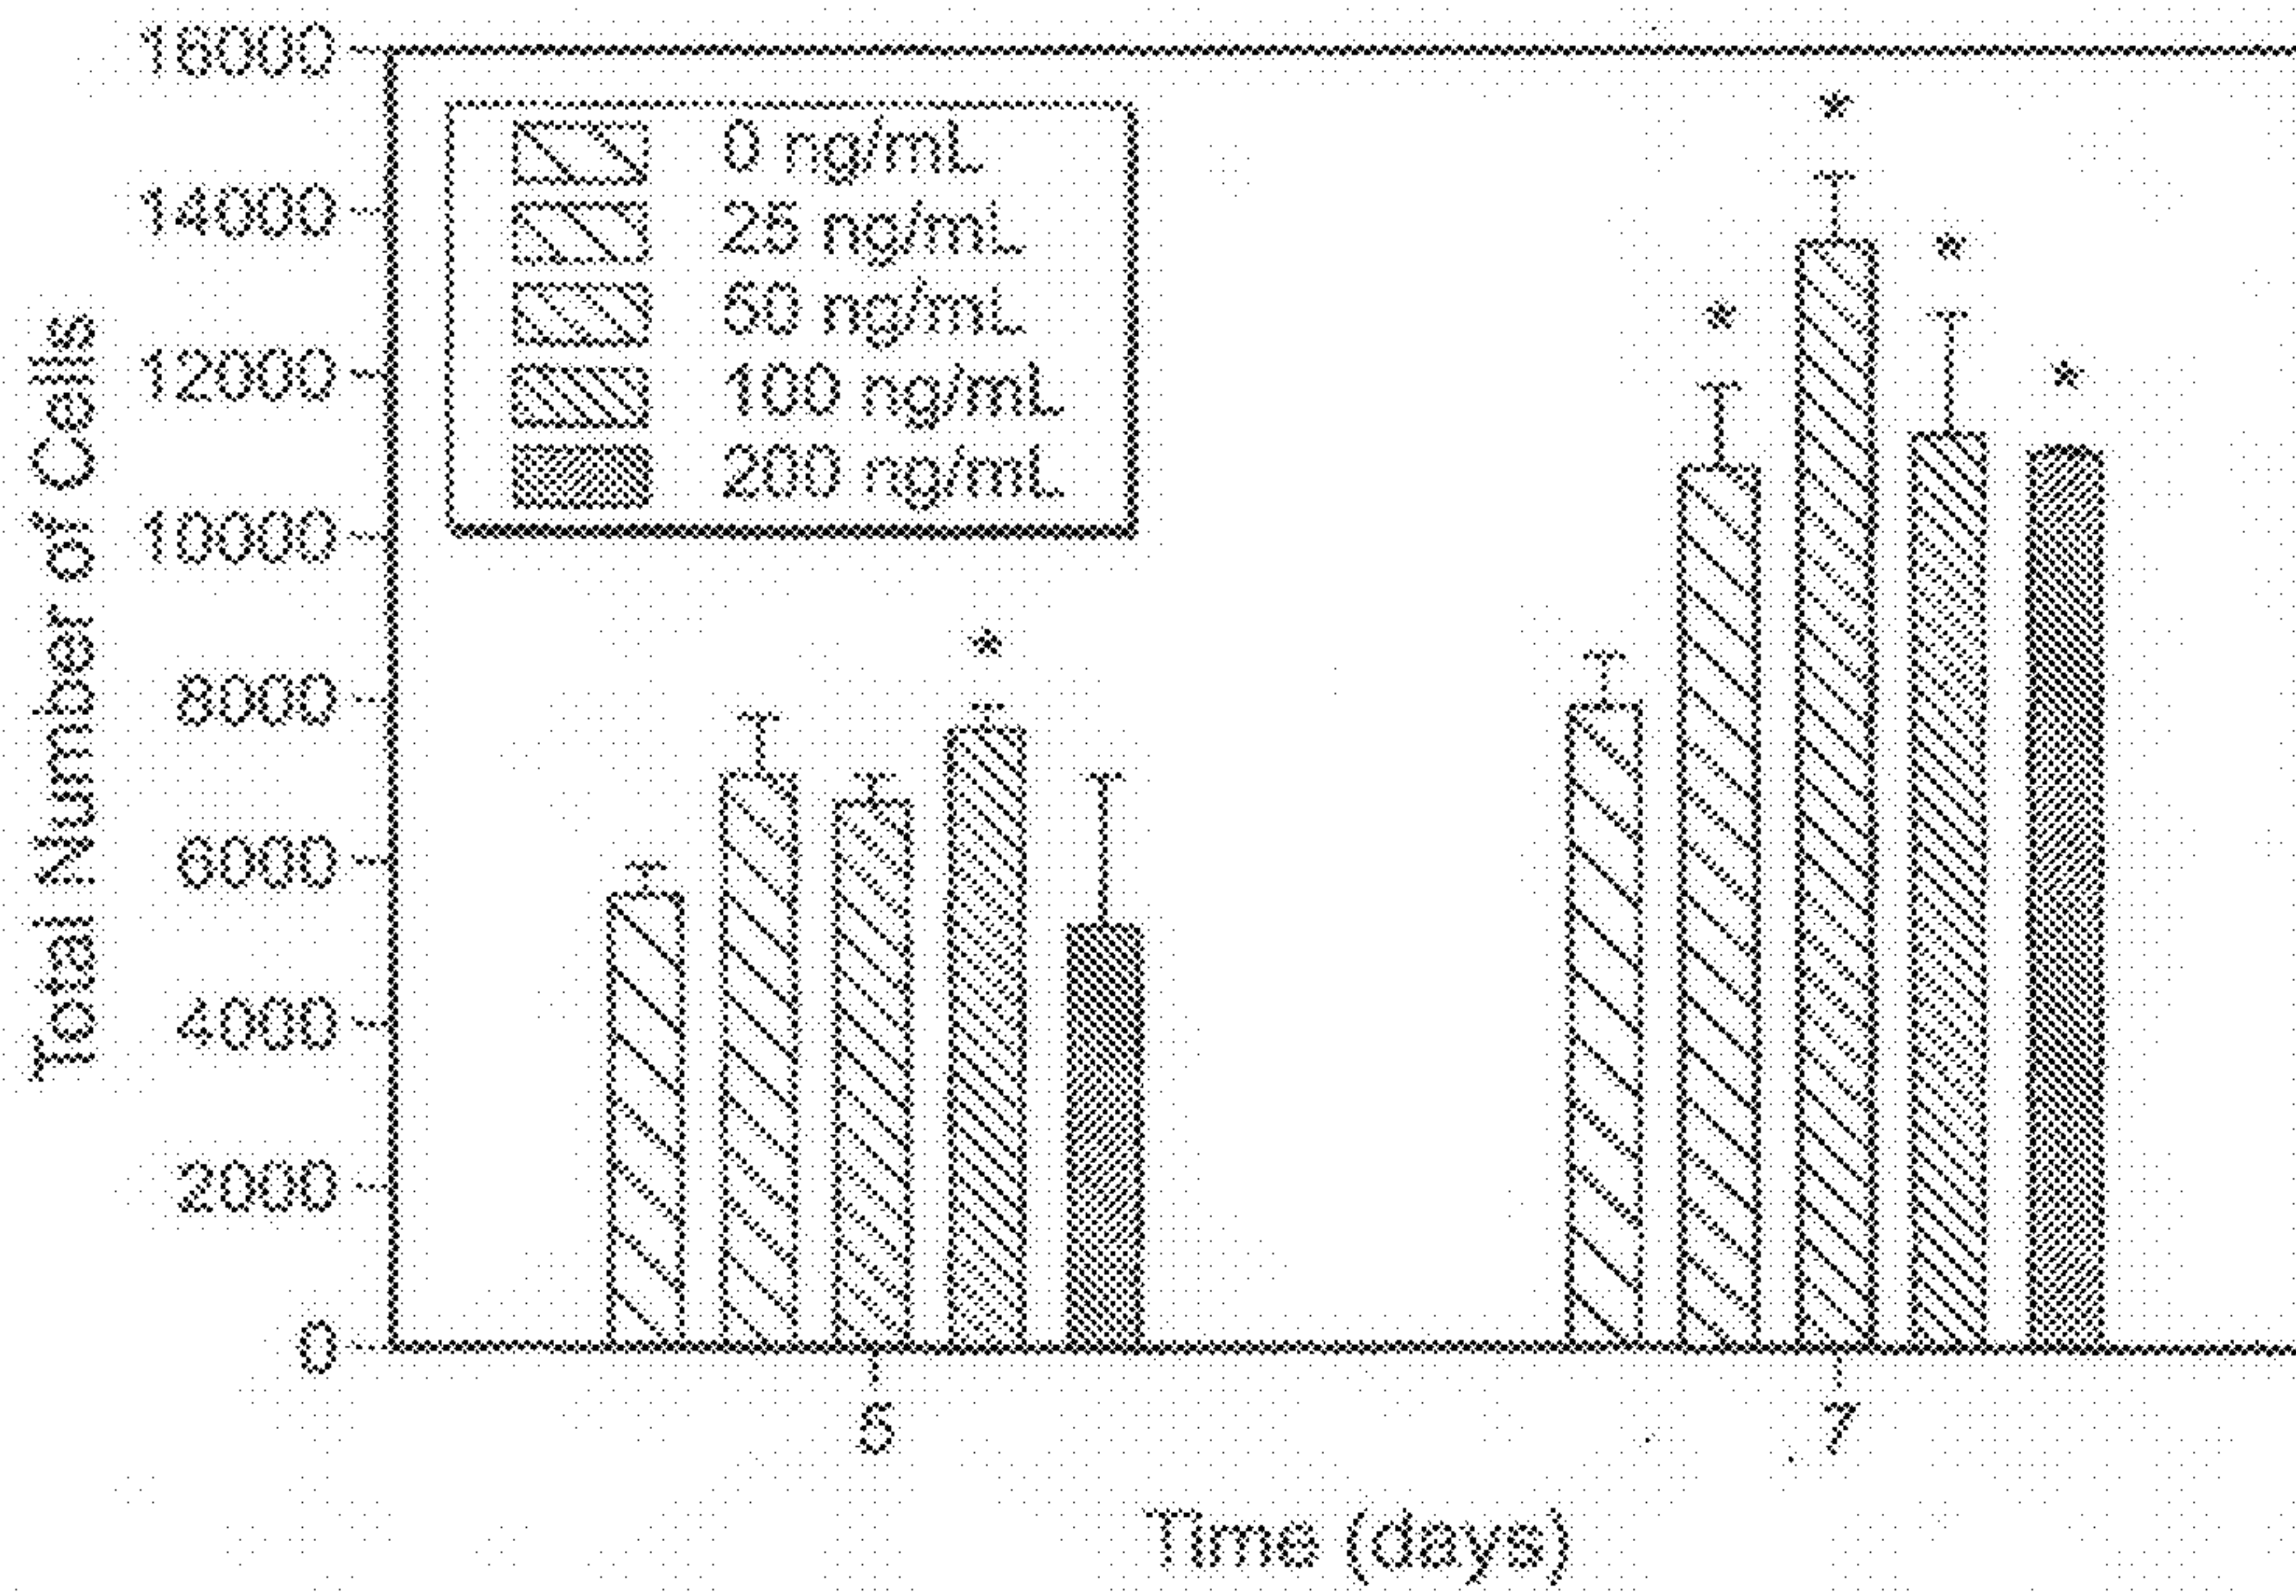 Total Number of Cells
16000
14000
12000
10000
8000
6000
4000
2000
0
0 ng/mL
25 ng/mL
50 ng/mL
100 ng/mL
200 ng/mL
*
*
*
*
*
5
7
Time (days)